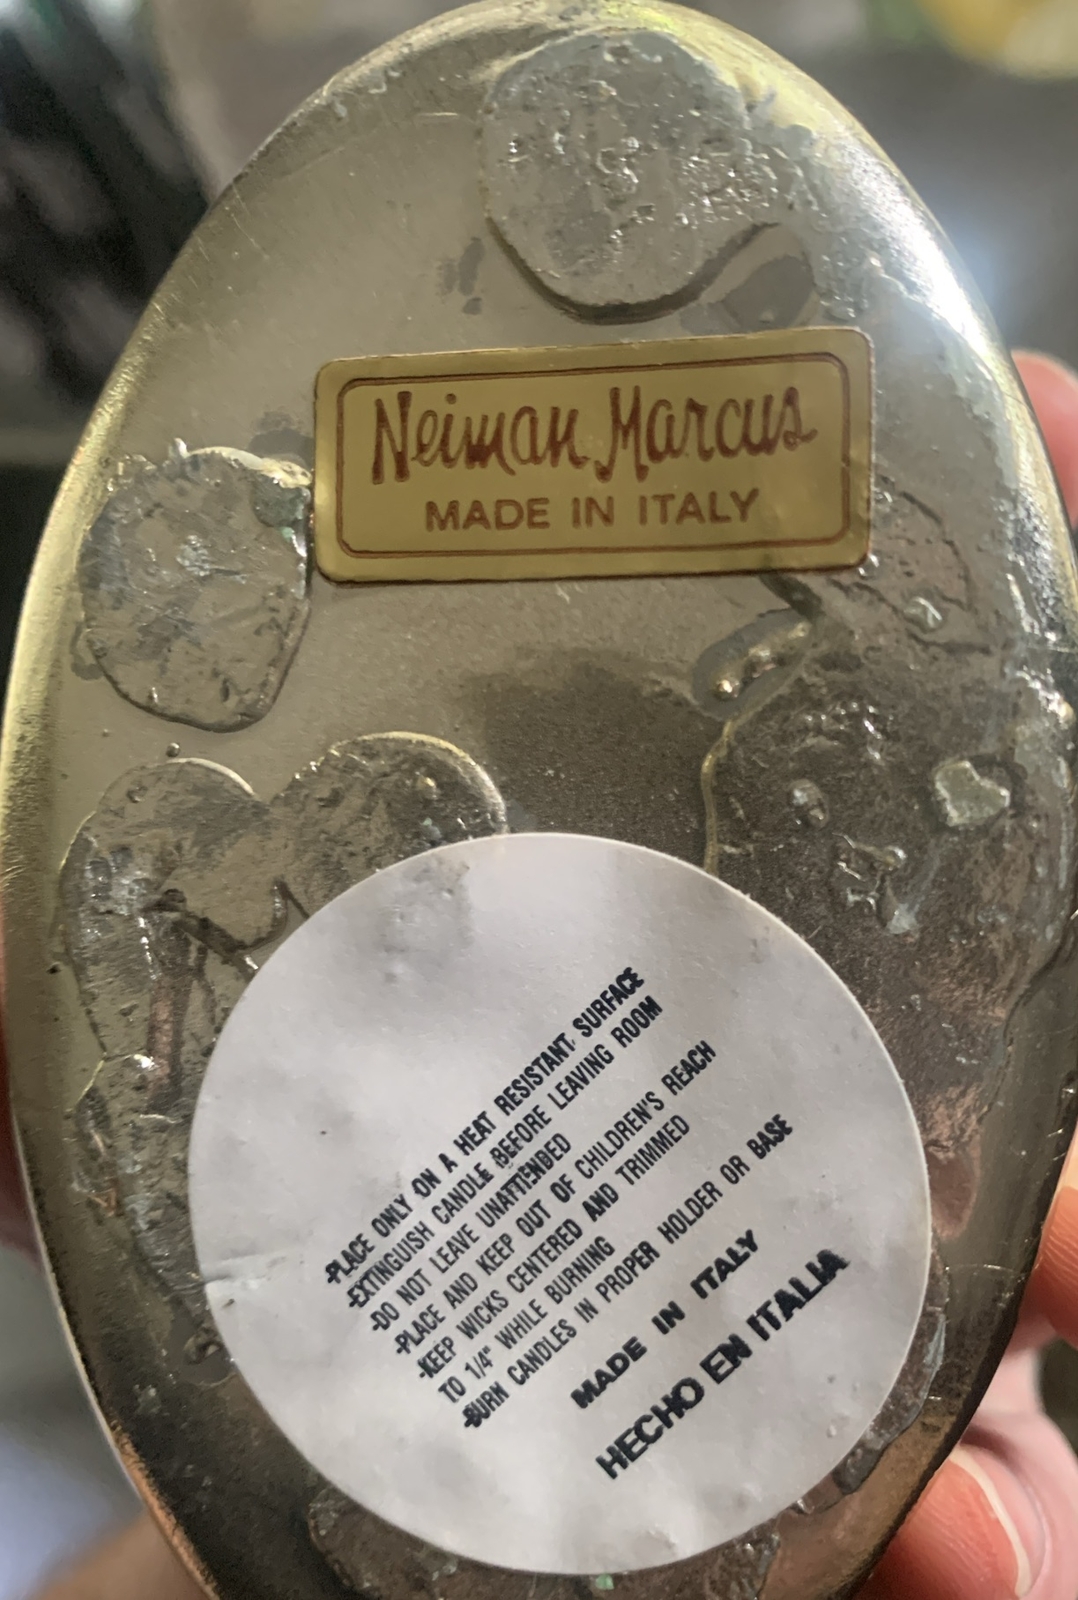 Neiman Marcus
MADE IN ITALY
-PLACE ONLY ON A HEAT RESISTANT SURFACE
-EXTINGUISH CANDLE BEFORE LEAVING ROOM
-DO NOT LEAVE UNATTENDED
-PLACE AND KEEP OUT OF CHILDREN'S REACH
-KEEP WICKS CENTERED AND TRIMMED
TO 1/4" WHILE BURNING
-BURN CANDLES IN PROPER HOLDER OR BASE
MADE IN ITALY
HECHO EN ITALIA